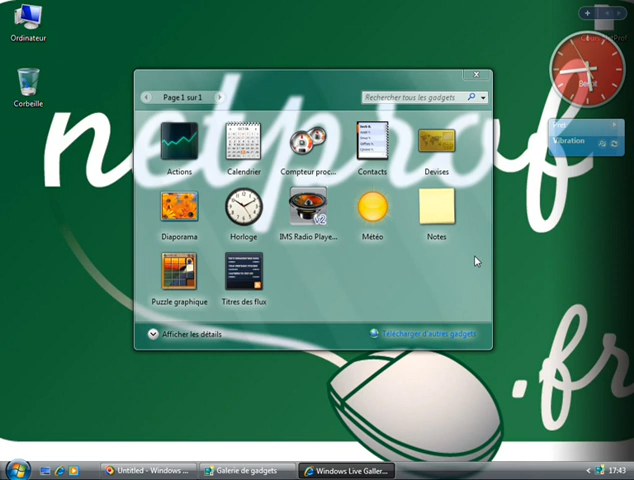 Ordinateur
Corbeille
netprof
.fr
Page 1 sur 1
Rechercher tous les gadgets
Actions
Calendrier
Compteur proc...
Contacts
Devises
Diaporama
Horloge
V2
IMS Radio Playe...
Météo
Notes
Puzzle graphique
Titres des flux
Afficher les détails
Télécharger d'autres gadgets
Vibration
Untitled - Windows ...
Galerie de gadgets
Windows Live Galler...
17:43